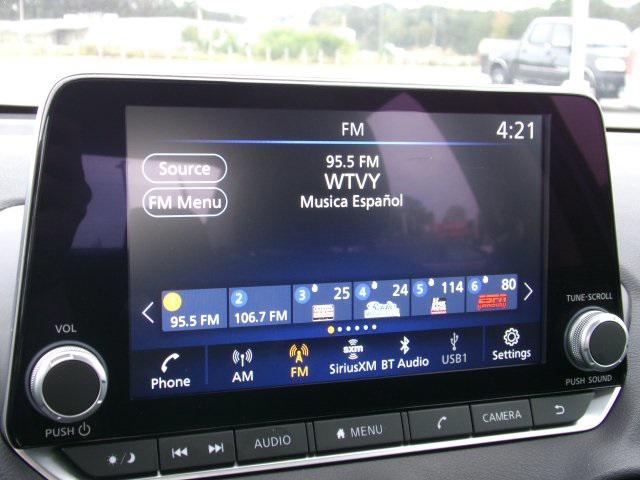 FM
4:21
Source
95.5 FM
WTVY
FM Menu
Musica Español
1
95.5 FM
2
106.7 FM
3
25
4
24
5
114
6
80
ESPN
VOL
TUNE-SCROLL
Phone
AM
FM
sxm
SiriusXM
BT Audio
USB1
Settings
PUSH
PUSH SOUND
AUDIO
MENU
CAMERA